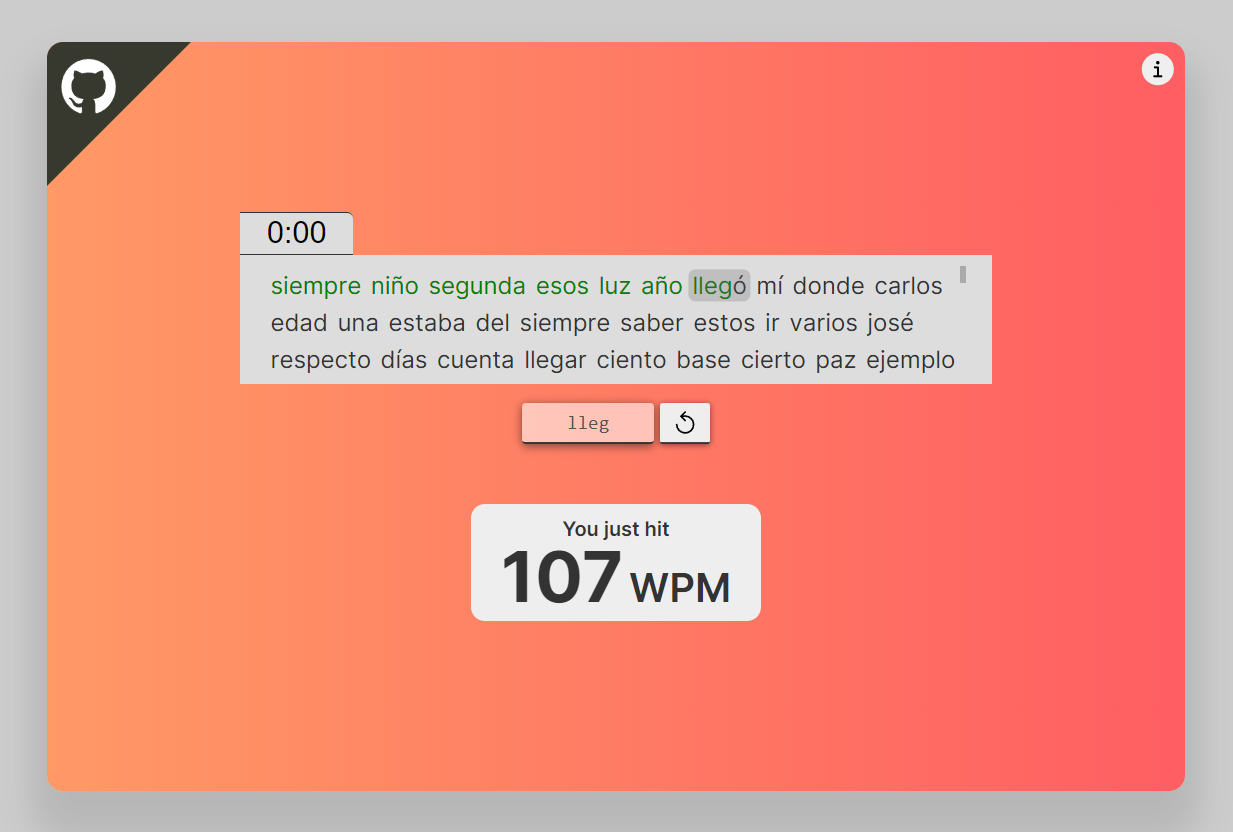 i
0:00
siempre niño segunda esos luz año llegó mí donde carlos
edad una estaba del siempre saber estos ir varios josé
respecto días cuenta llegar ciento base cierto paz ejemplo
lleg
You just hit
107 WPM